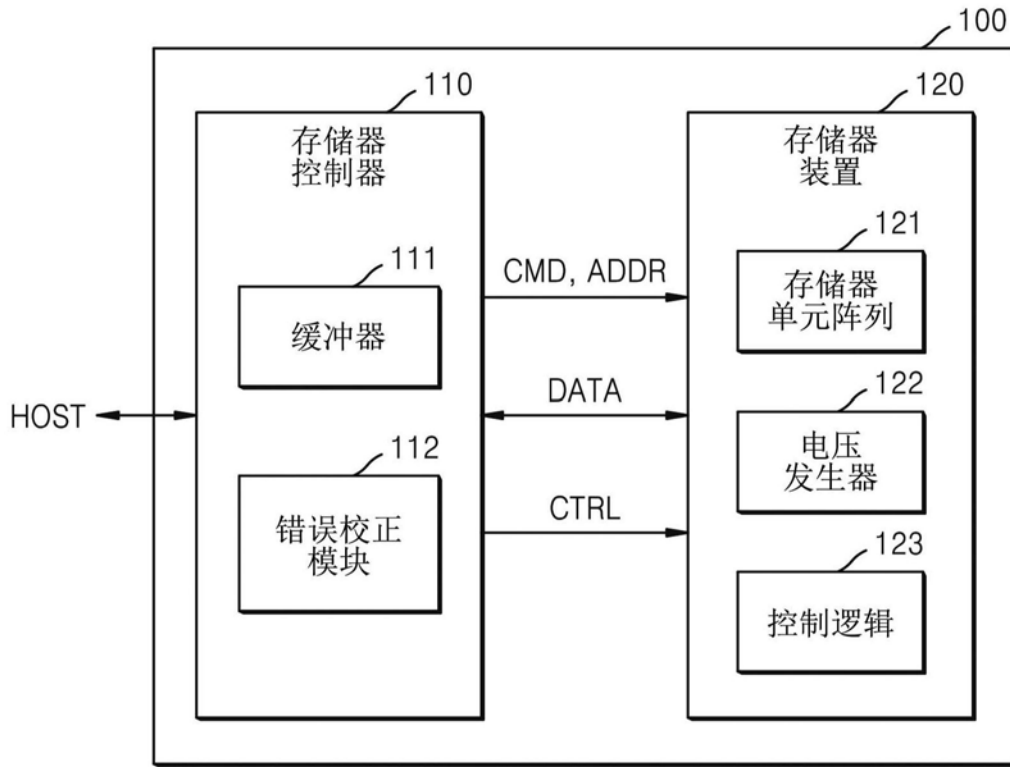 100
110
存储器
控制器
111
缓冲器
112
错误校正
模块
HOST
CMD, ADDR
DATA
CTRL
120
存储器
装置
121
存储器
单元阵列
122
电压
发生器
123
控制逻辑